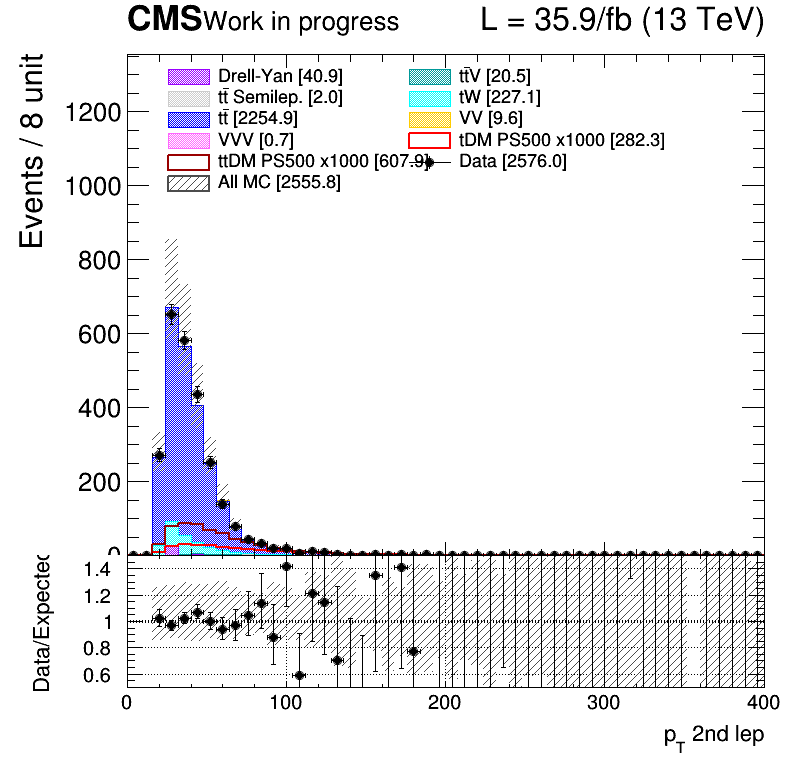 CMS Work in progress L = 35.9/fb (13 TeV)
Events / 8 unit
Drell-Yan [40.9]
tt̄ Semilep. [2.0]
tt̄ [2254.9]
VVV [0.7]
ttDM PS500 x1000 [607.9]
All MC [2555.8]
tt̄V [20.5]
tW [227.1]
VV [9.6]
tDM PS500 x1000 [282.3]
Data [2576.0]
1200
1000
800
600
400
200
0
Data/Expected
1.4
1.2
1
0.8
0.6
0 100 200 300 400
p_T 2nd lep